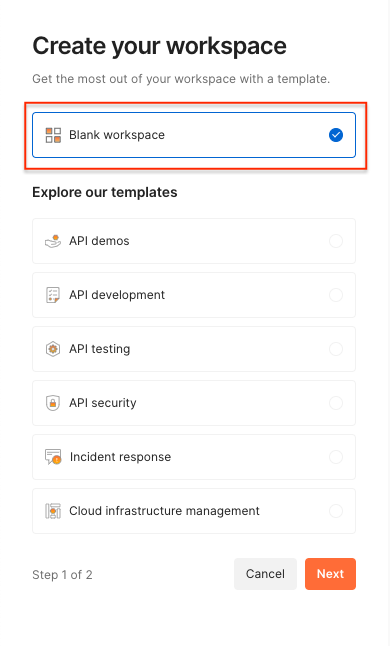 Create your workspace
Get the most out of your workspace with a template.
Blank workspace
Explore our templates
API demos
API development
API testing
API security
Incident response
Cloud infrastructure management
Step 1 of 2
Cancel
Next